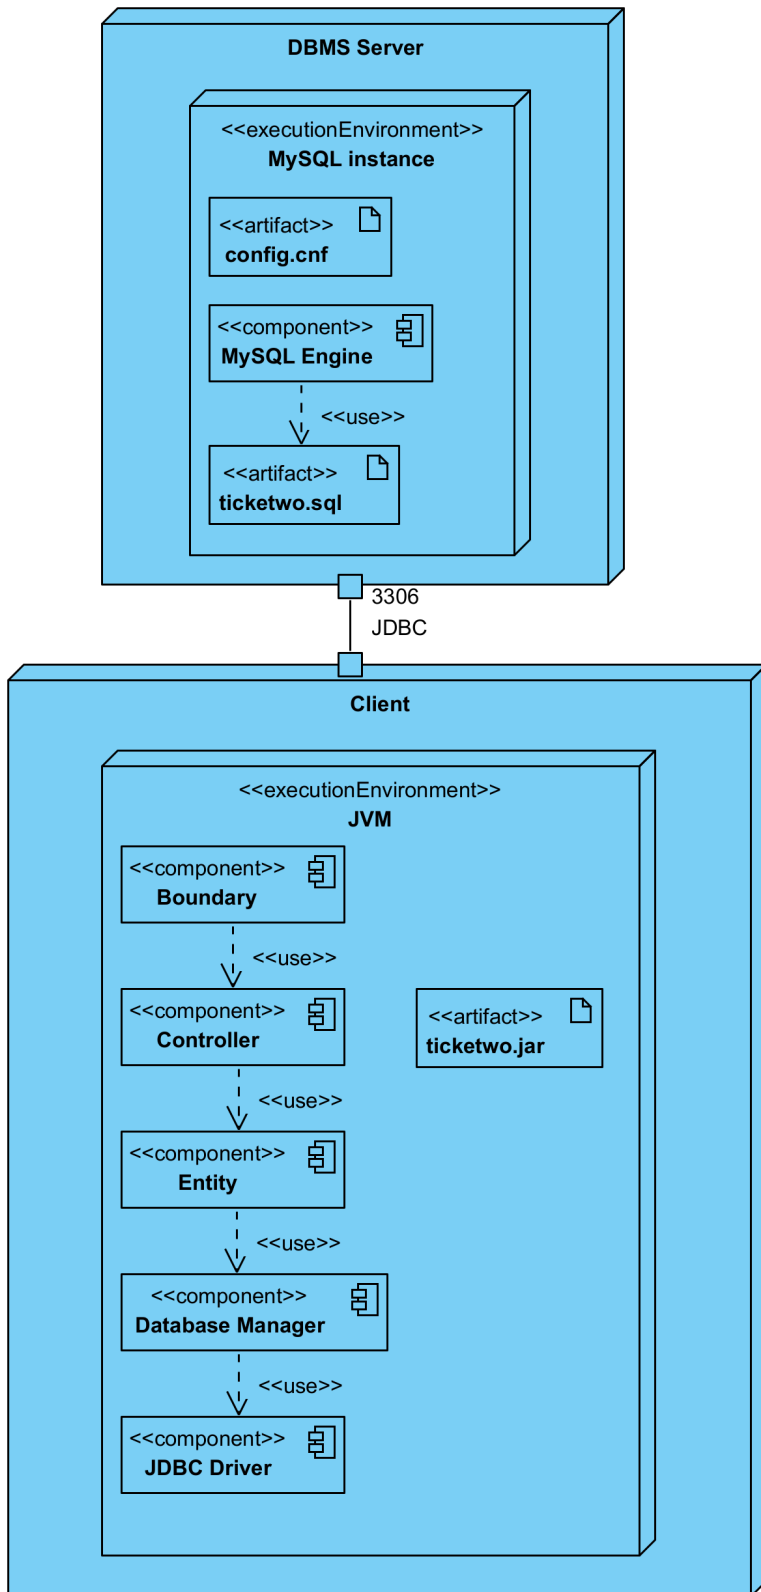 DBMS Server
<<executionEnvironment>>
MySQL instance
<<artifact>>
config.cnf
<<component>>
MySQL Engine
<<use>>
<<artifact>>
ticketwo.sql
3306
JDBC
Client
<<executionEnvironment>>
JVM
<<component>>
Boundary
<<use>>
<<component>>
Controller
<<artifact>>
ticketwo.jar
<<use>>
<<component>>
Entity
<<use>>
<<component>>
Database Manager
<<use>>
<<component>>
JDBC Driver